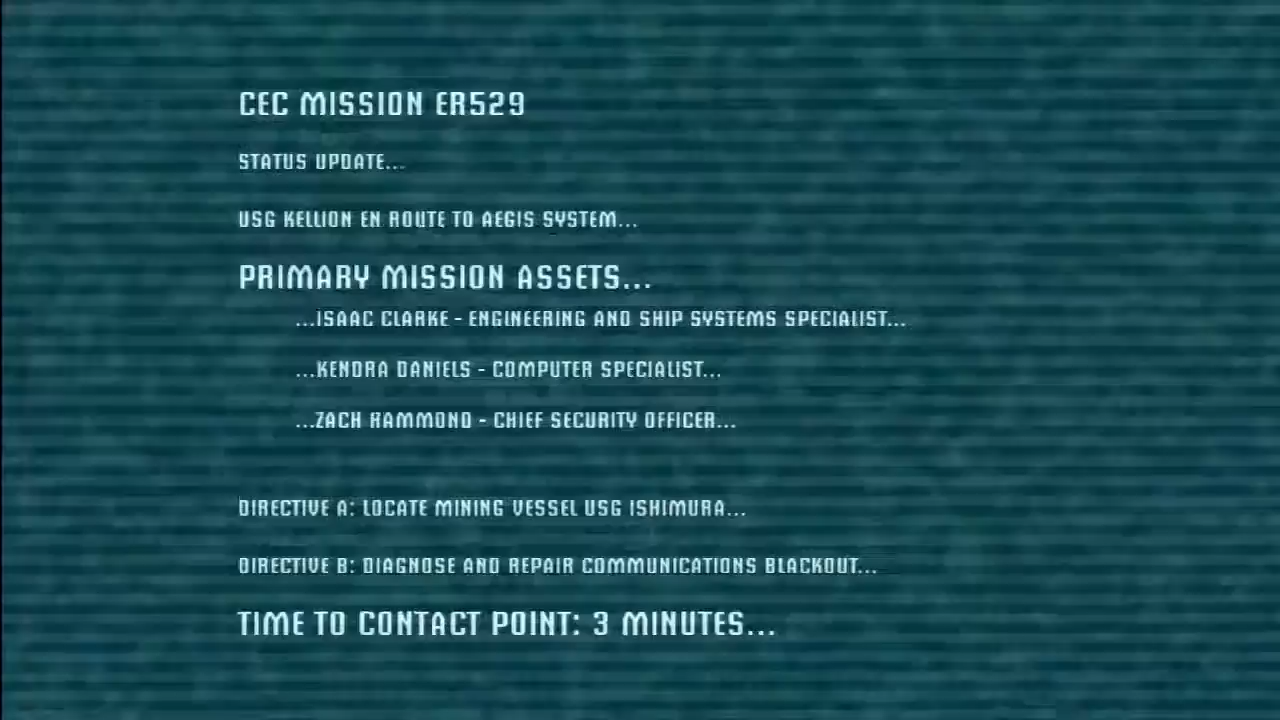 CEC MISSION ER529
STATUS UPDATE...
USG KELLION EN ROUTE TO AEGIS SYSTEM...
PRIMARY MISSION ASSETS...
...ISAAC CLARKE - ENGINEERING AND SHIP SYSTEMS SPECIALIST...
...KENDRA DANIELS - COMPUTER SPECIALIST...
...ZACH HAMMOND - CHIEF SECURITY OFFICER...
DIRECTIVE A: LOCATE MINING VESSEL USG ISHIMURA...
DIRECTIVE B: DIAGNOSE AND REPAIR COMMUNICATIONS BLACKOUT...
TIME TO CONTACT POINT: 3 MINUTES...